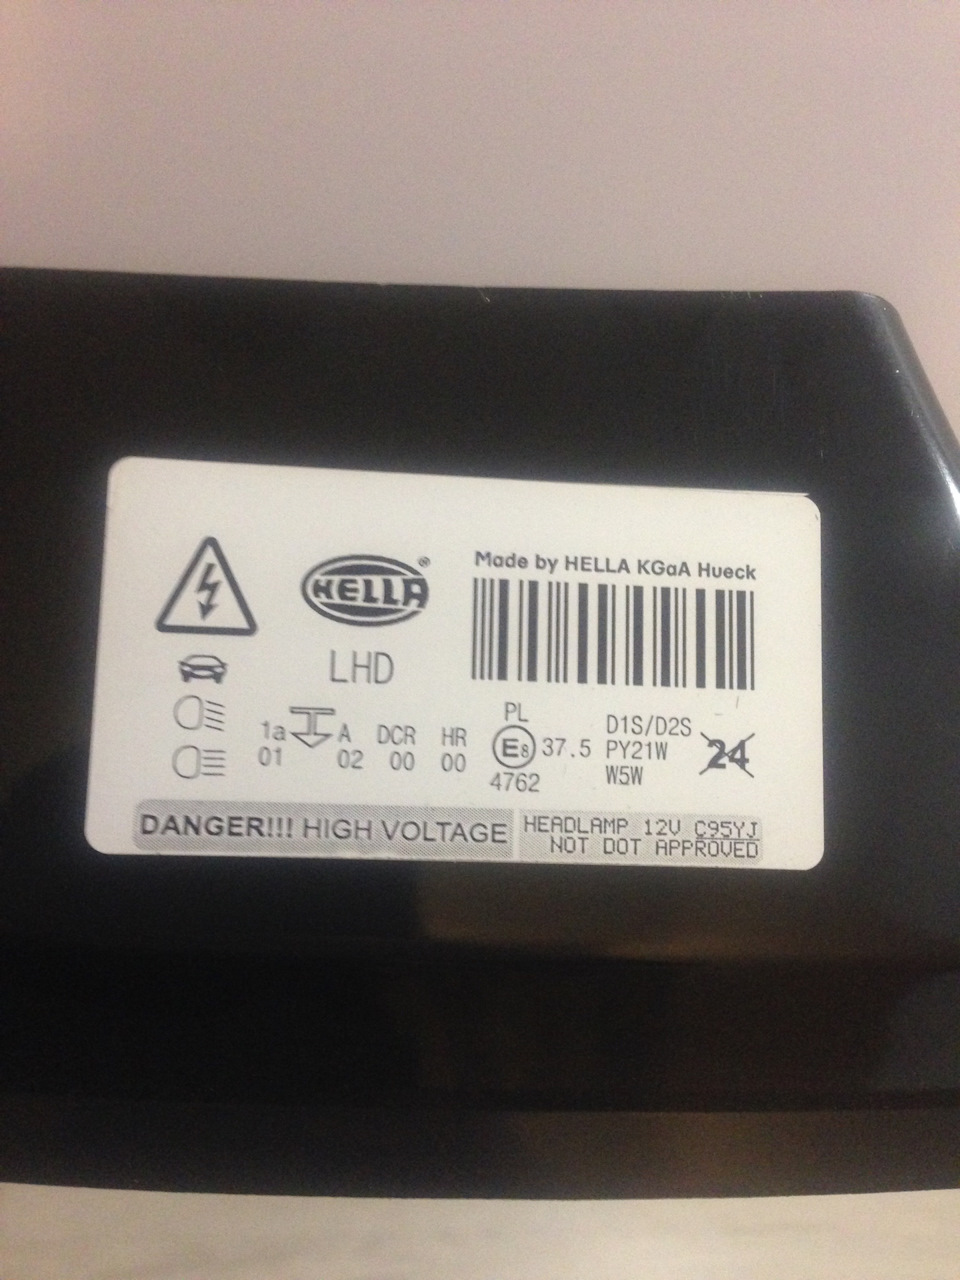 Made by HELLA KGaA Hueck
HELLA®
LHD
1a A DCR HR
01 02 00 00
PL
E8 37.5
4762
D1S/D2S
PY21W
W5W
24
DANGER!!! HIGH VOLTAGE
HEADLAMP 12V C95YJ
NOT DOT APPROVED